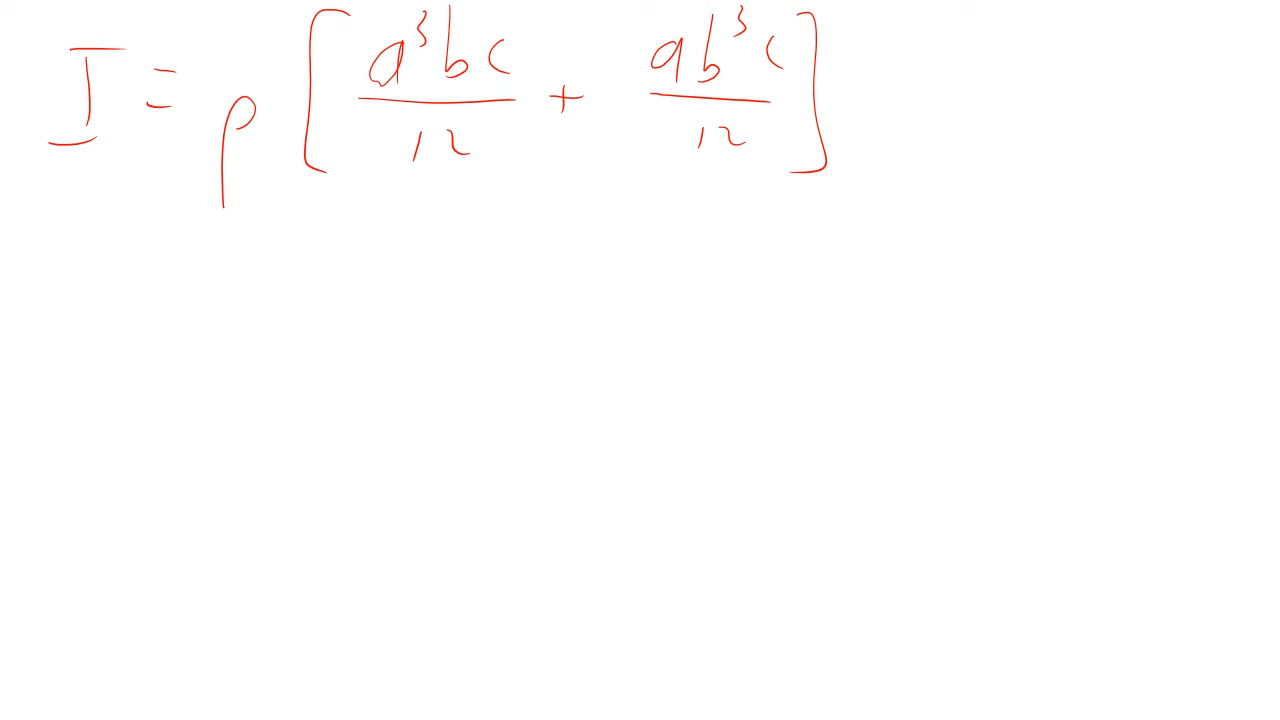 I = ρ [ a³bc/12 + ab³c/12 ]